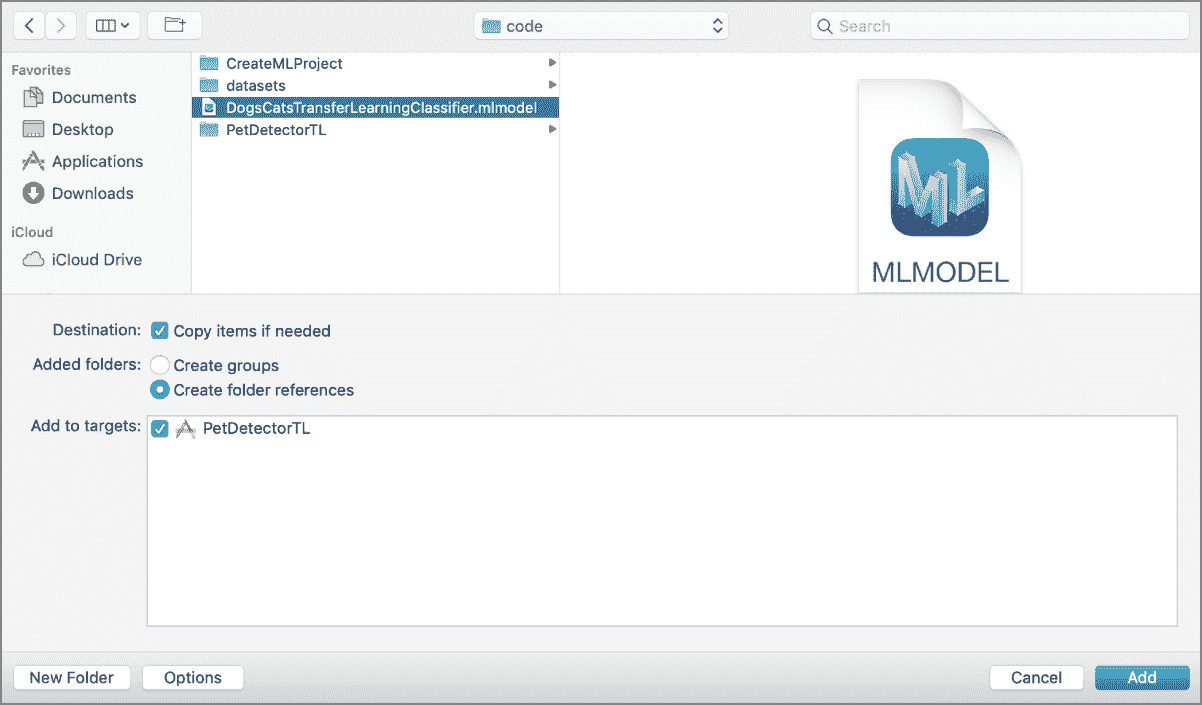 code
Search
Favorites
Documents
Desktop
Applications
Downloads
iCloud
iCloud Drive
CreateMLProject
datasets
DogsCatsTransferLearningClassifier.mlmodel
PetDetectorTL
ML
MLMODEL
Destination: Copy items if needed
Added folders: Create groups
Create folder references
Add to targets: PetDetectorTL
New Folder Options Cancel Add